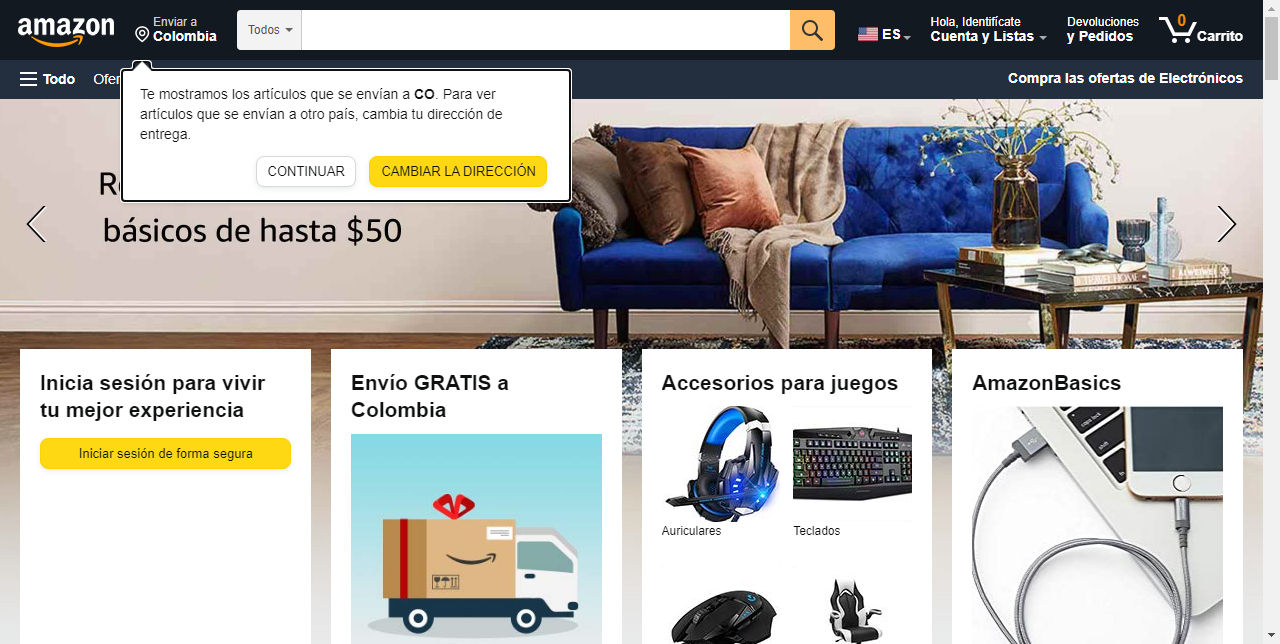 amazon
Enviar a
Colombia
Todos
ES
Hola, Identifícate
Cuenta y Listas
Devoluciones
y Pedidos
0
Carrito
Todo
Ofer
Compra las ofertas de Electrónicos
Te mostramos los artículos que se envían a CO. Para ver
artículos que se envían a otro país, cambia tu dirección de
entrega.
CONTINUAR
CAMBIAR LA DIRECCIÓN
básicos de hasta $50
Inicia sesión para vivir
tu mejor experiencia
Iniciar sesión de forma segura
Envío GRATIS a
Colombia
Accesorios para juegos
Auriculares
Teclados
AmazonBasics
caps lock
shift